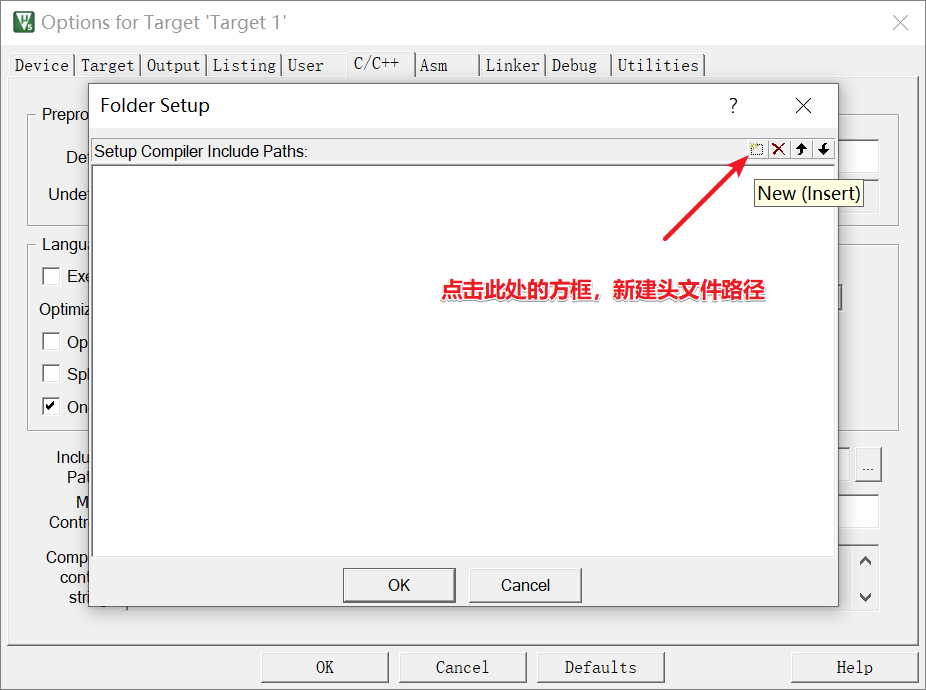 Options for Target 'Target 1'
Device Target Output Listing User C/C++ Asm Linker Debug Utilities
Folder Setup
?
Setup Compiler Include Paths:
New (Insert)
点击此处的方框，新建头文件路径
Prepro
De
Unde
Langu
Exe
Optimiz
Op
Spl
On
Inclu
Pat
M
Contr
...
Comp
cont
stri
OK Cancel
OK Cancel Defaults Help